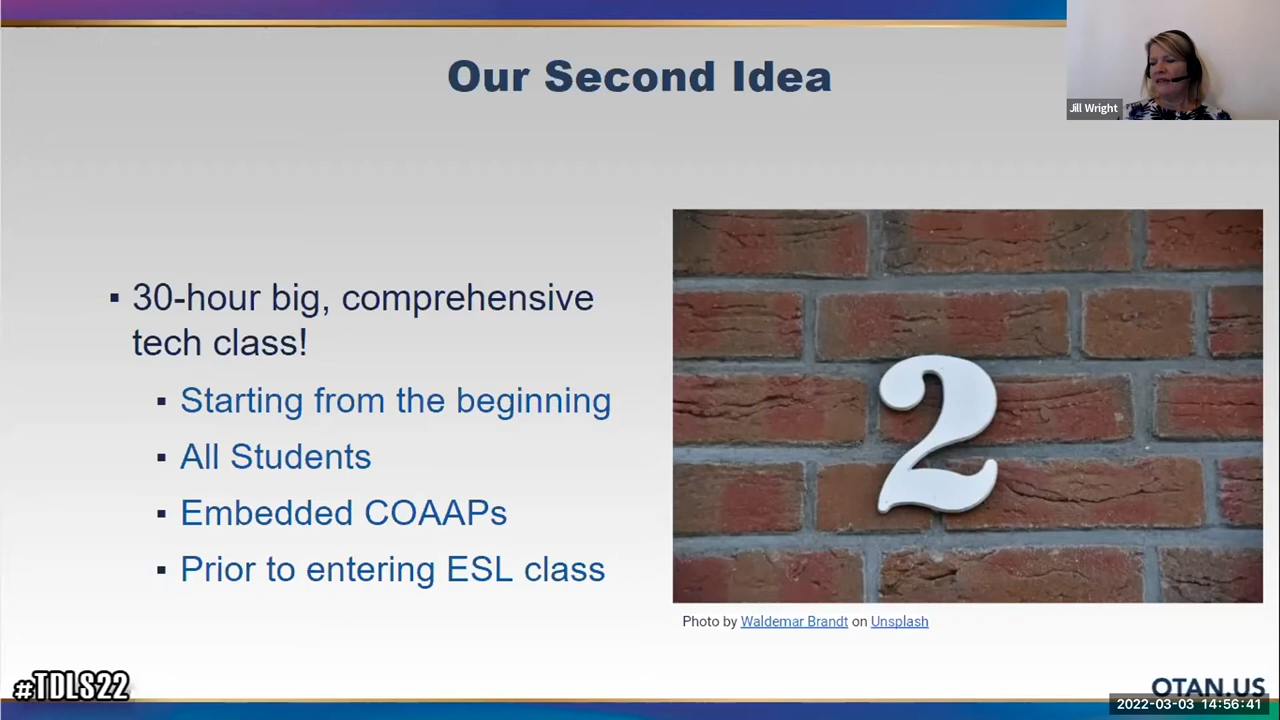 Our Second Idea
Jill Wright
▪ 30-hour big, comprehensive
tech class!
▪ Starting from the beginning
▪ All Students
▪ Embedded COAAPs
▪ Prior to entering ESL class
2
Photo by Waldemar Brandt on Unsplash
#TDLS22
OTAN.US
2022-03-03 14:56:41